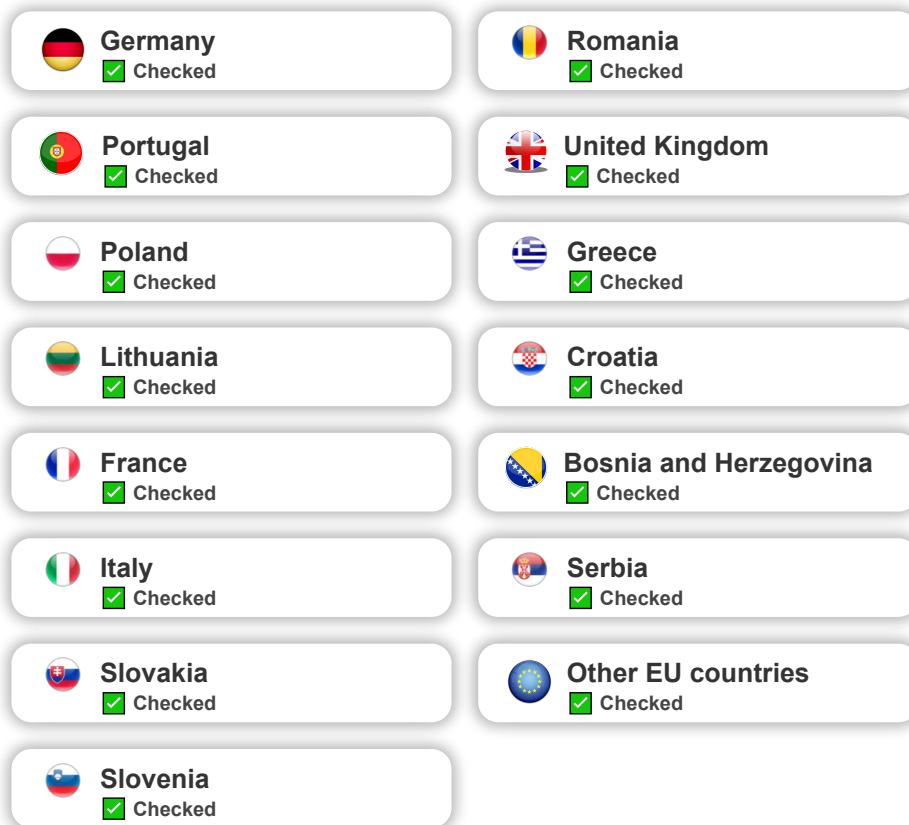 Germany
Checked
Romania
Checked
Portugal
Checked
United Kingdom
Checked
Poland
Checked
Greece
Checked
Lithuania
Checked
Croatia
Checked
France
Checked
Bosnia and Herzegovina
Checked
Italy
Checked
Serbia
Checked
Slovakia
Checked
Other EU countries
Checked
Slovenia
Checked